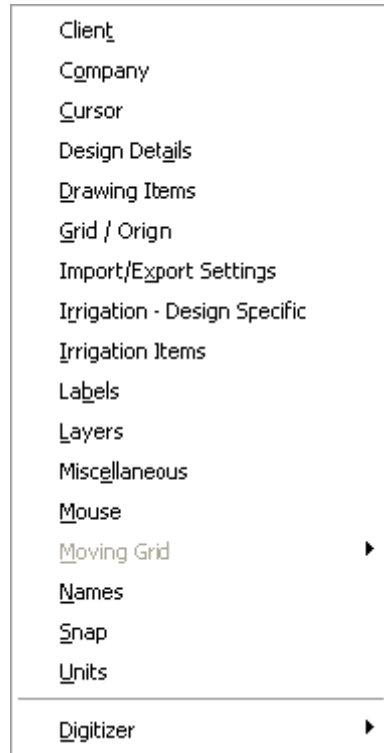 Client
Company
Cursor
Design Details
Drawing Items
Grid / Orign
Import/Export Settings
Irrigation - Design Specific
Irrigation Items
Labels
Layers
Miscellaneous
Mouse
Moving Grid
Names
Snap
Units
Digitizer